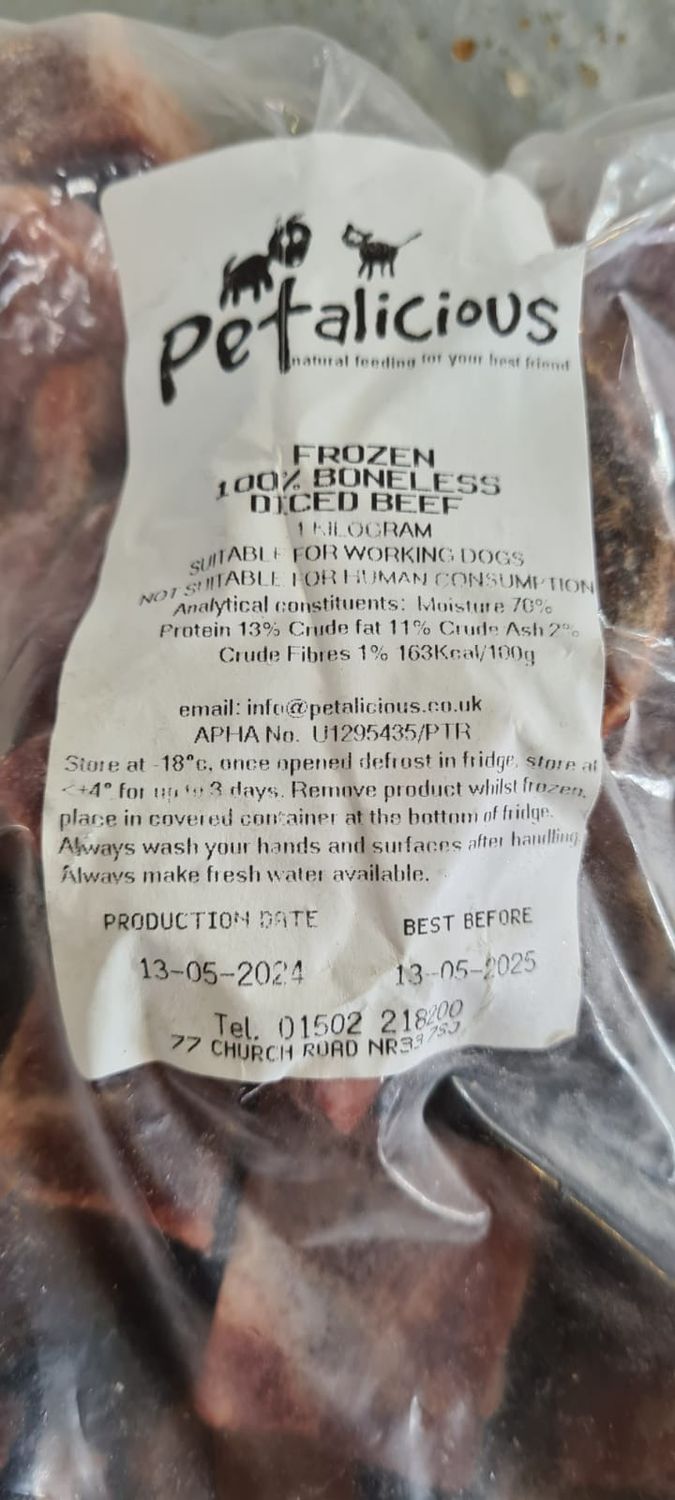 petalicious
natural feeding for your best friend
FROZEN
100% BONELESS
DICED BEEF
1 KILOGRAM
SUITABLE FOR WORKING DOGS
NOT SUITABLE FOR HUMAN CONSUMPTION
Analytical constituents: Moisture 70%
Protein 13% Crude fat 11% Crude Ash 2%
Crude Fibres 1% 163Kcal/100g
email: info@petalicious.co.uk
APHA No. U1295435/PTR
Store at -18°c, once opened defrost in fridge, store at
<+4° for up to 3 days. Remove product whilst frozen,
place in covered container at the bottom of fridge.
Always wash your hands and surfaces after handling
Always make fresh water available.
PRODUCTION DATE BEST BEFORE
13-05-2024 13-05-2025
Tel. 01502 218200
77 CHURCH ROAD